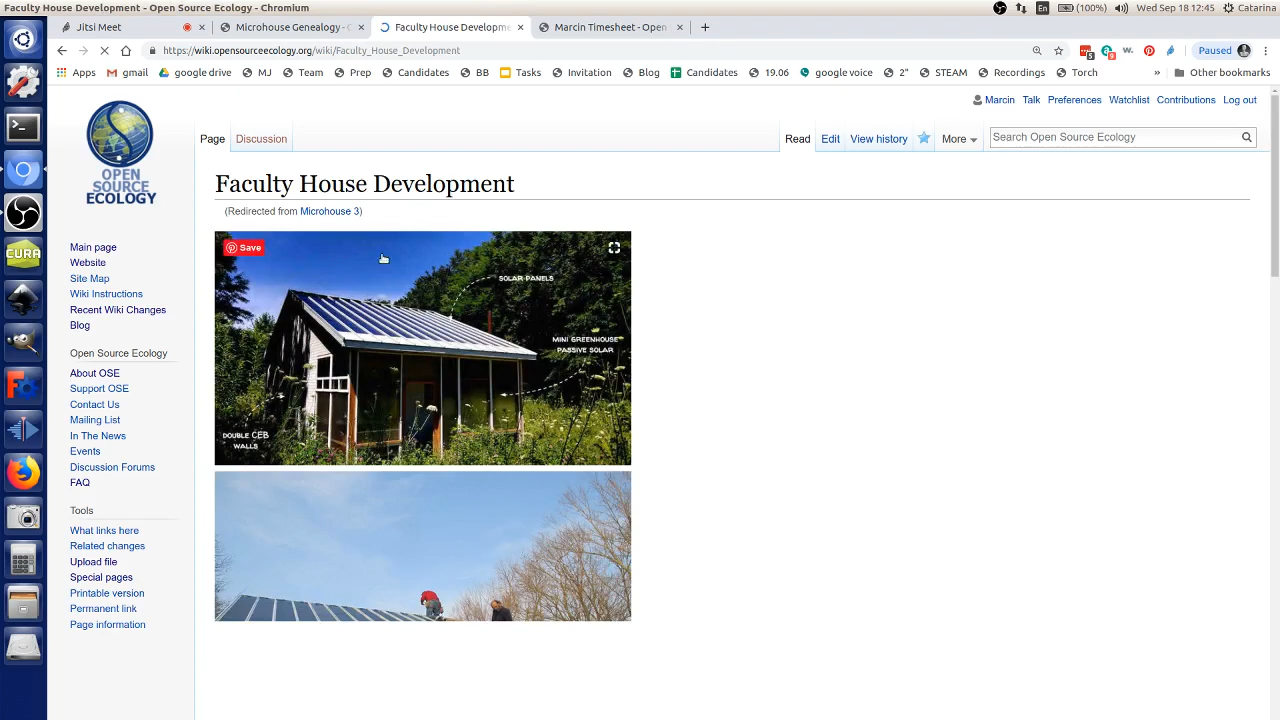 Faculty House Development - Open Source Ecology - Chromium
En
(100%)
Wed Sep 18 12:45
Catarina
Jitsi Meet
Microhouse Genealogy - O
Faculty House Developme
Marcin Timesheet - Open
https://wiki.opensourceecology.org/wiki/Faculty_House_Development
Paused
Apps
gmail
google drive
MJ
Team
Prep
Candidates
BB
Tasks
Invitation
Blog
Candidates
19.06
google voice
2"
STEAM
Recordings
Torch
»
Other bookmarks
Marcin
Talk
Preferences
Watchlist
Contributions
Log out
OPEN
SOURCE
ECOLOGY
Page
Discussion
Read
Edit
View history
More
Search Open Source Ecology
Faculty House Development
(Redirected from Microhouse 3)
Save
SOLAR PANELS
MINI GREENHOUSE
PASSIVE SOLAR
DOUBLE CEB
WALLS
Main page
Website
Site Map
Wiki Instructions
Recent Wiki Changes
Blog
Open Source Ecology
About OSE
Support OSE
Contact Us
Mailing List
In The News
Events
Discussion Forums
FAQ
Tools
What links here
Related changes
Upload file
Special pages
Printable version
Permanent link
Page information
CURA